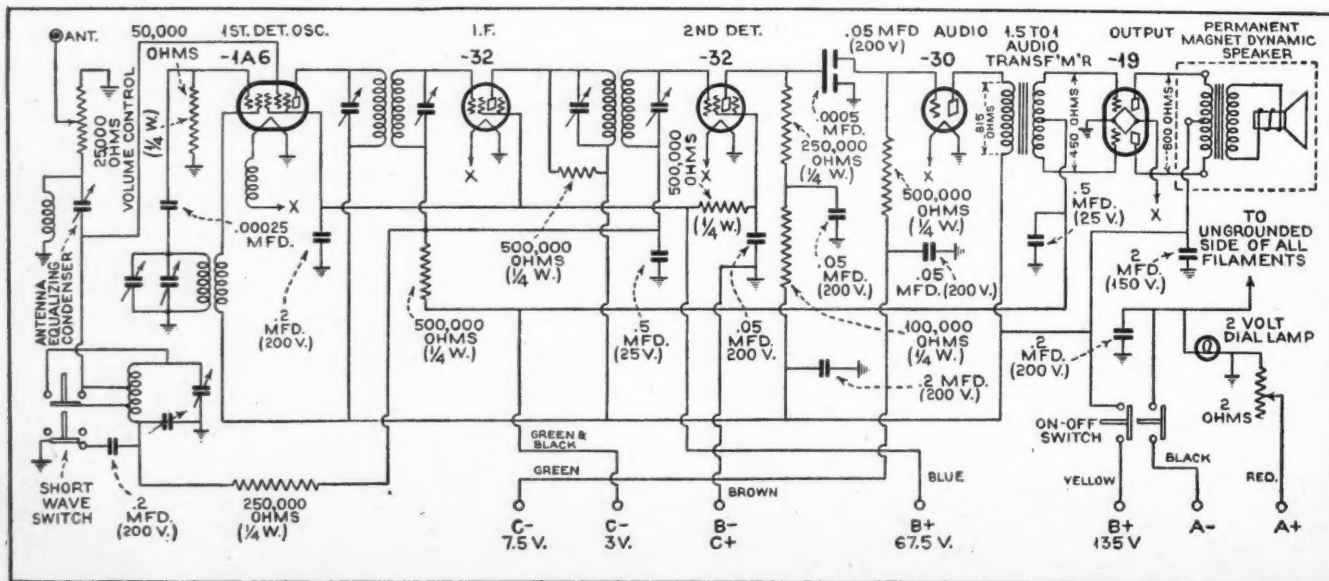 ANT.
50,000
OHMS
1ST. DET. OSC.
-1A6
I.F.
-32
2ND DET.
-32
.05 MFD
(200 V)
AUDIO
-30
1.5 TO 1
AUDIO
TRANSF'M'R
OUTPUT
-19
PERMANENT
MAGNET DYNAMIC
SPEAKER
25,000
OHMS
VOLUME CONTROL
(1/4 W.)
.0005
MFD.
250,000
OHMS
(1/4 W.)
815
OHMS
450 OHMS
800 OHMS
X
X
X
X
X
500,000
OHMS
(1/4 W.)
500,000
OHMS
(1/4 W.)
.5
MFD.
(25 V.)
TO
UNGROUNDED
SIDE OF ALL
FILAMENTS
.00025
MFD.
500,000
OHMS
(1/4 W.)
.05
MFD.
(200 V.)
.05
MFD. (200 V.)
2
MFD.
(150 V.)
ANTENNA
EQUALIZING
CONDENSER
.2
MFD.
(200 V.)
500,000
OHMS
(1/4 W.)
.5
MFD.
(25 V.)
.05
MFD.
200 V.
100,000
OHMS
(1/4 W.)
.2
MFD.
(200 V.)
2 VOLT
DIAL LAMP
.2 MFD.
(200 V.)
2
OHMS
ON-OFF
SWITCH
GREEN &
BLACK
GREEN
BROWN
BLUE
YELLOW
BLACK
RED.
SHORT
WAVE
SWITCH
.2
MFD.
(200 V.)
250,000
OHMS
(1/4 W.)
C-
7.5 V.
C-
3V.
B-
C+
B+
67.5 V.
B+
135 V
A-
A+